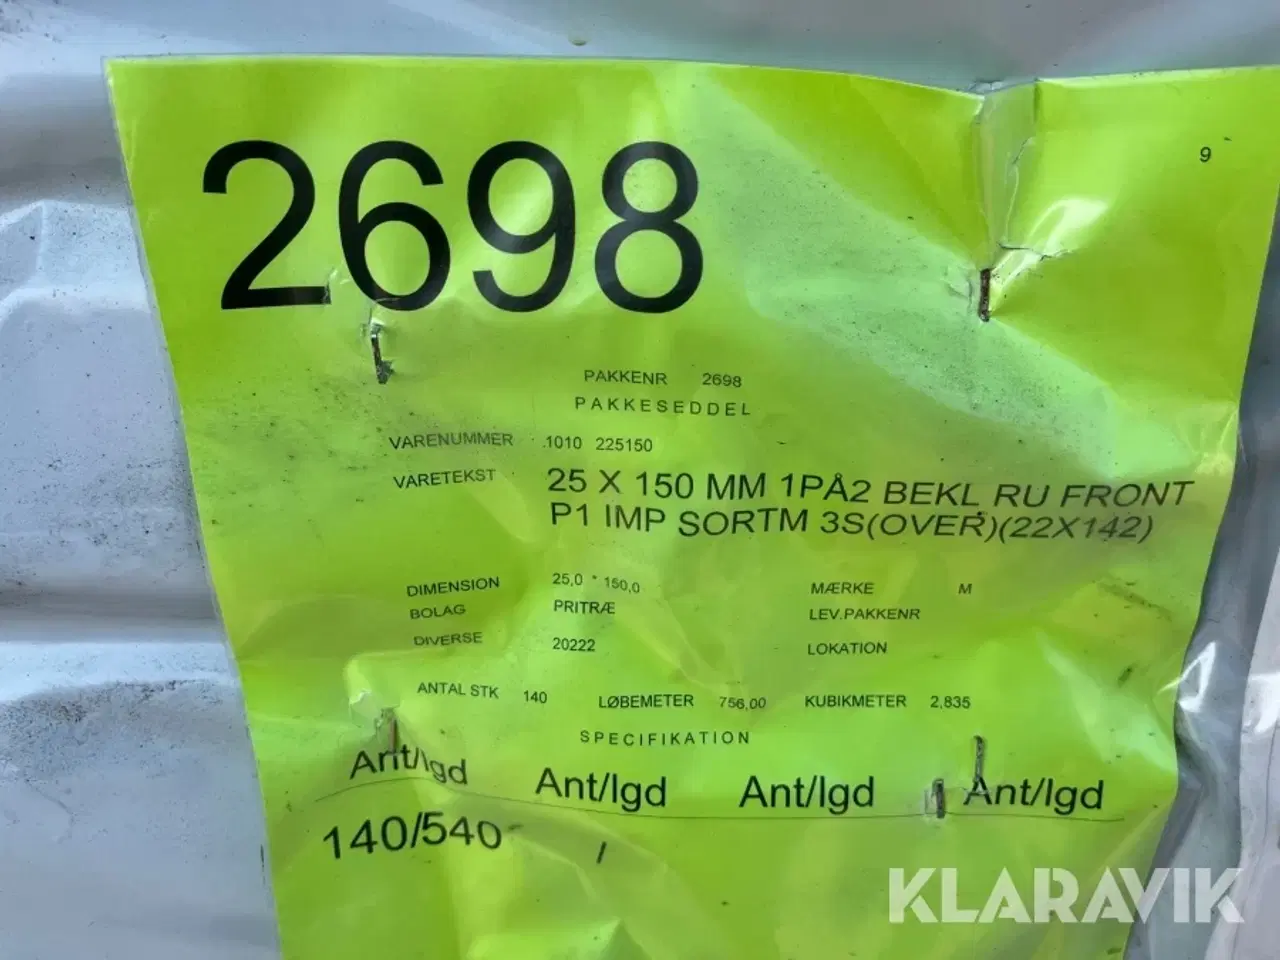 2698
9
PAKKENR 2698
PAKKESEDDEL
VARENUMMER 1010 225150
VARETEKST 25 X 150 MM 1PÅ2 BEKL RU FRONT
P1 IMP SORTM 3S(OVER)(22X142)
DIMENSION 25,0 * 150,0 MÆRKE M
BOLAG PRITRÆ LEV.PAKKENR
DIVERSE 20222 LOKATION
ANTAL STK 140 LØBEMETER 756,00 KUBIKMETER 2,835
SPECIFIKATION
Ant/lgd Ant/lgd Ant/lgd Ant/lgd
140/540 /
KLARAVIK